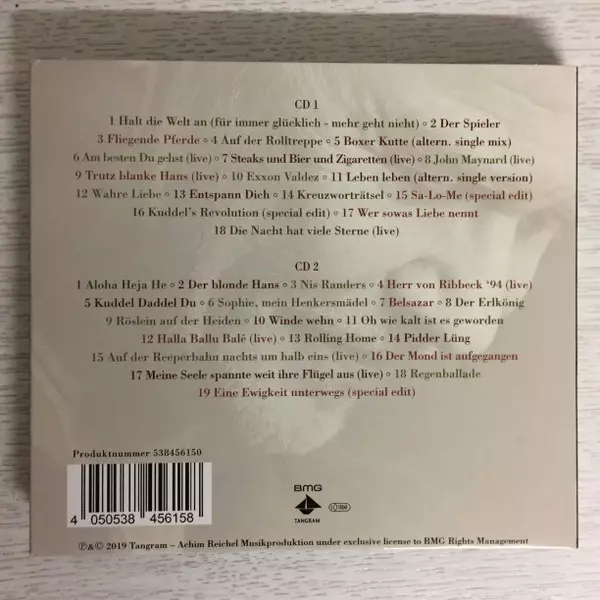 CD 1
1 Halt die Welt an (für immer glücklich - mehr geht nicht) ◦ 2 Der Spieler
3 Fliegende Pferde ◦ 4 Auf der Rolltreppe ◦ 5 Boxer Kutte (altern. single mix)
6 Am besten Du gehst (live) ◦ 7 Steaks und Bier und Zigaretten (live) ◦ 8 John Maynard (live)
9 Trutz blanke Hans (live) ◦ 10 Exxon Valdez ◦ 11 Leben leben (altern. single version)
12 Wahre Liebe ◦ 13 Entspann Dich ◦ 14 Kreuzworträtsel ◦ 15 Sa-Lo-Me (special edit)
16 Kuddel's Revolution (special edit) ◦ 17 Wer sowas Liebe nennt
18 Die Nacht hat viele Sterne (live)
CD 2
1 Aloha Heja He ◦ 2 Der blonde Hans ◦ 3 Nis Randers ◦ 4 Herr von Ribbeck ‘94 (live)
5 Kuddel Daddel Du ◦ 6 Sophie, mein Henkersmädel ◦ 7 Belsazar ◦ 8 Der Erlkönig
9 Röslein auf der Heiden ◦ 10 Winde wehn ◦ 11 Oh wie kalt ist es geworden
12 Halla Ballu Balê (live) ◦ 13 Rolling Home ◦ 14 Pidder Lüng
15 Auf der Reeperbahn nachts um halb eins (live) ◦ 16 Der Mond ist aufgegangen
17 Meine Seele spannte weit ihre Flügel aus (live) ◦ 18 Regenballade
19 Eine Ewigkeit unterwegs (special edit)
Produktnummer 538456150
4 050538 456158
BMG
TANGRAM
℗&© 2019 Tangram – Achim Reichel Musikproduktion under exclusive license to BMG Rights Management